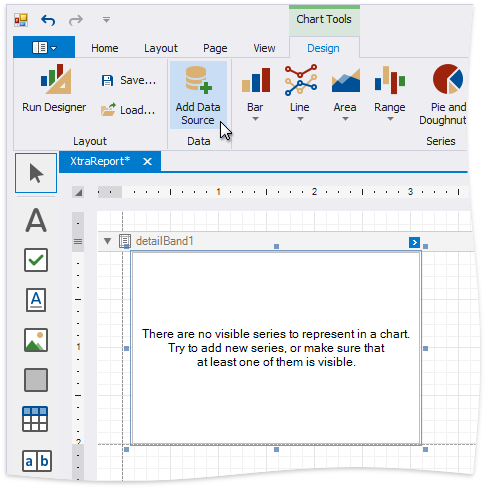 Chart Tools
Home Layout Page View Design
Run Designer
Save...
Load...
Layout
Add Data
Source
Data
Bar
Line
Area
Range
Pie and
Doughnut
Series
XtraReport*
1 2 3
detailBand1
There are no visible series to represent in a chart.
Try to add new series, or make sure that
at least one of them is visible.
A
A
1
2
ab